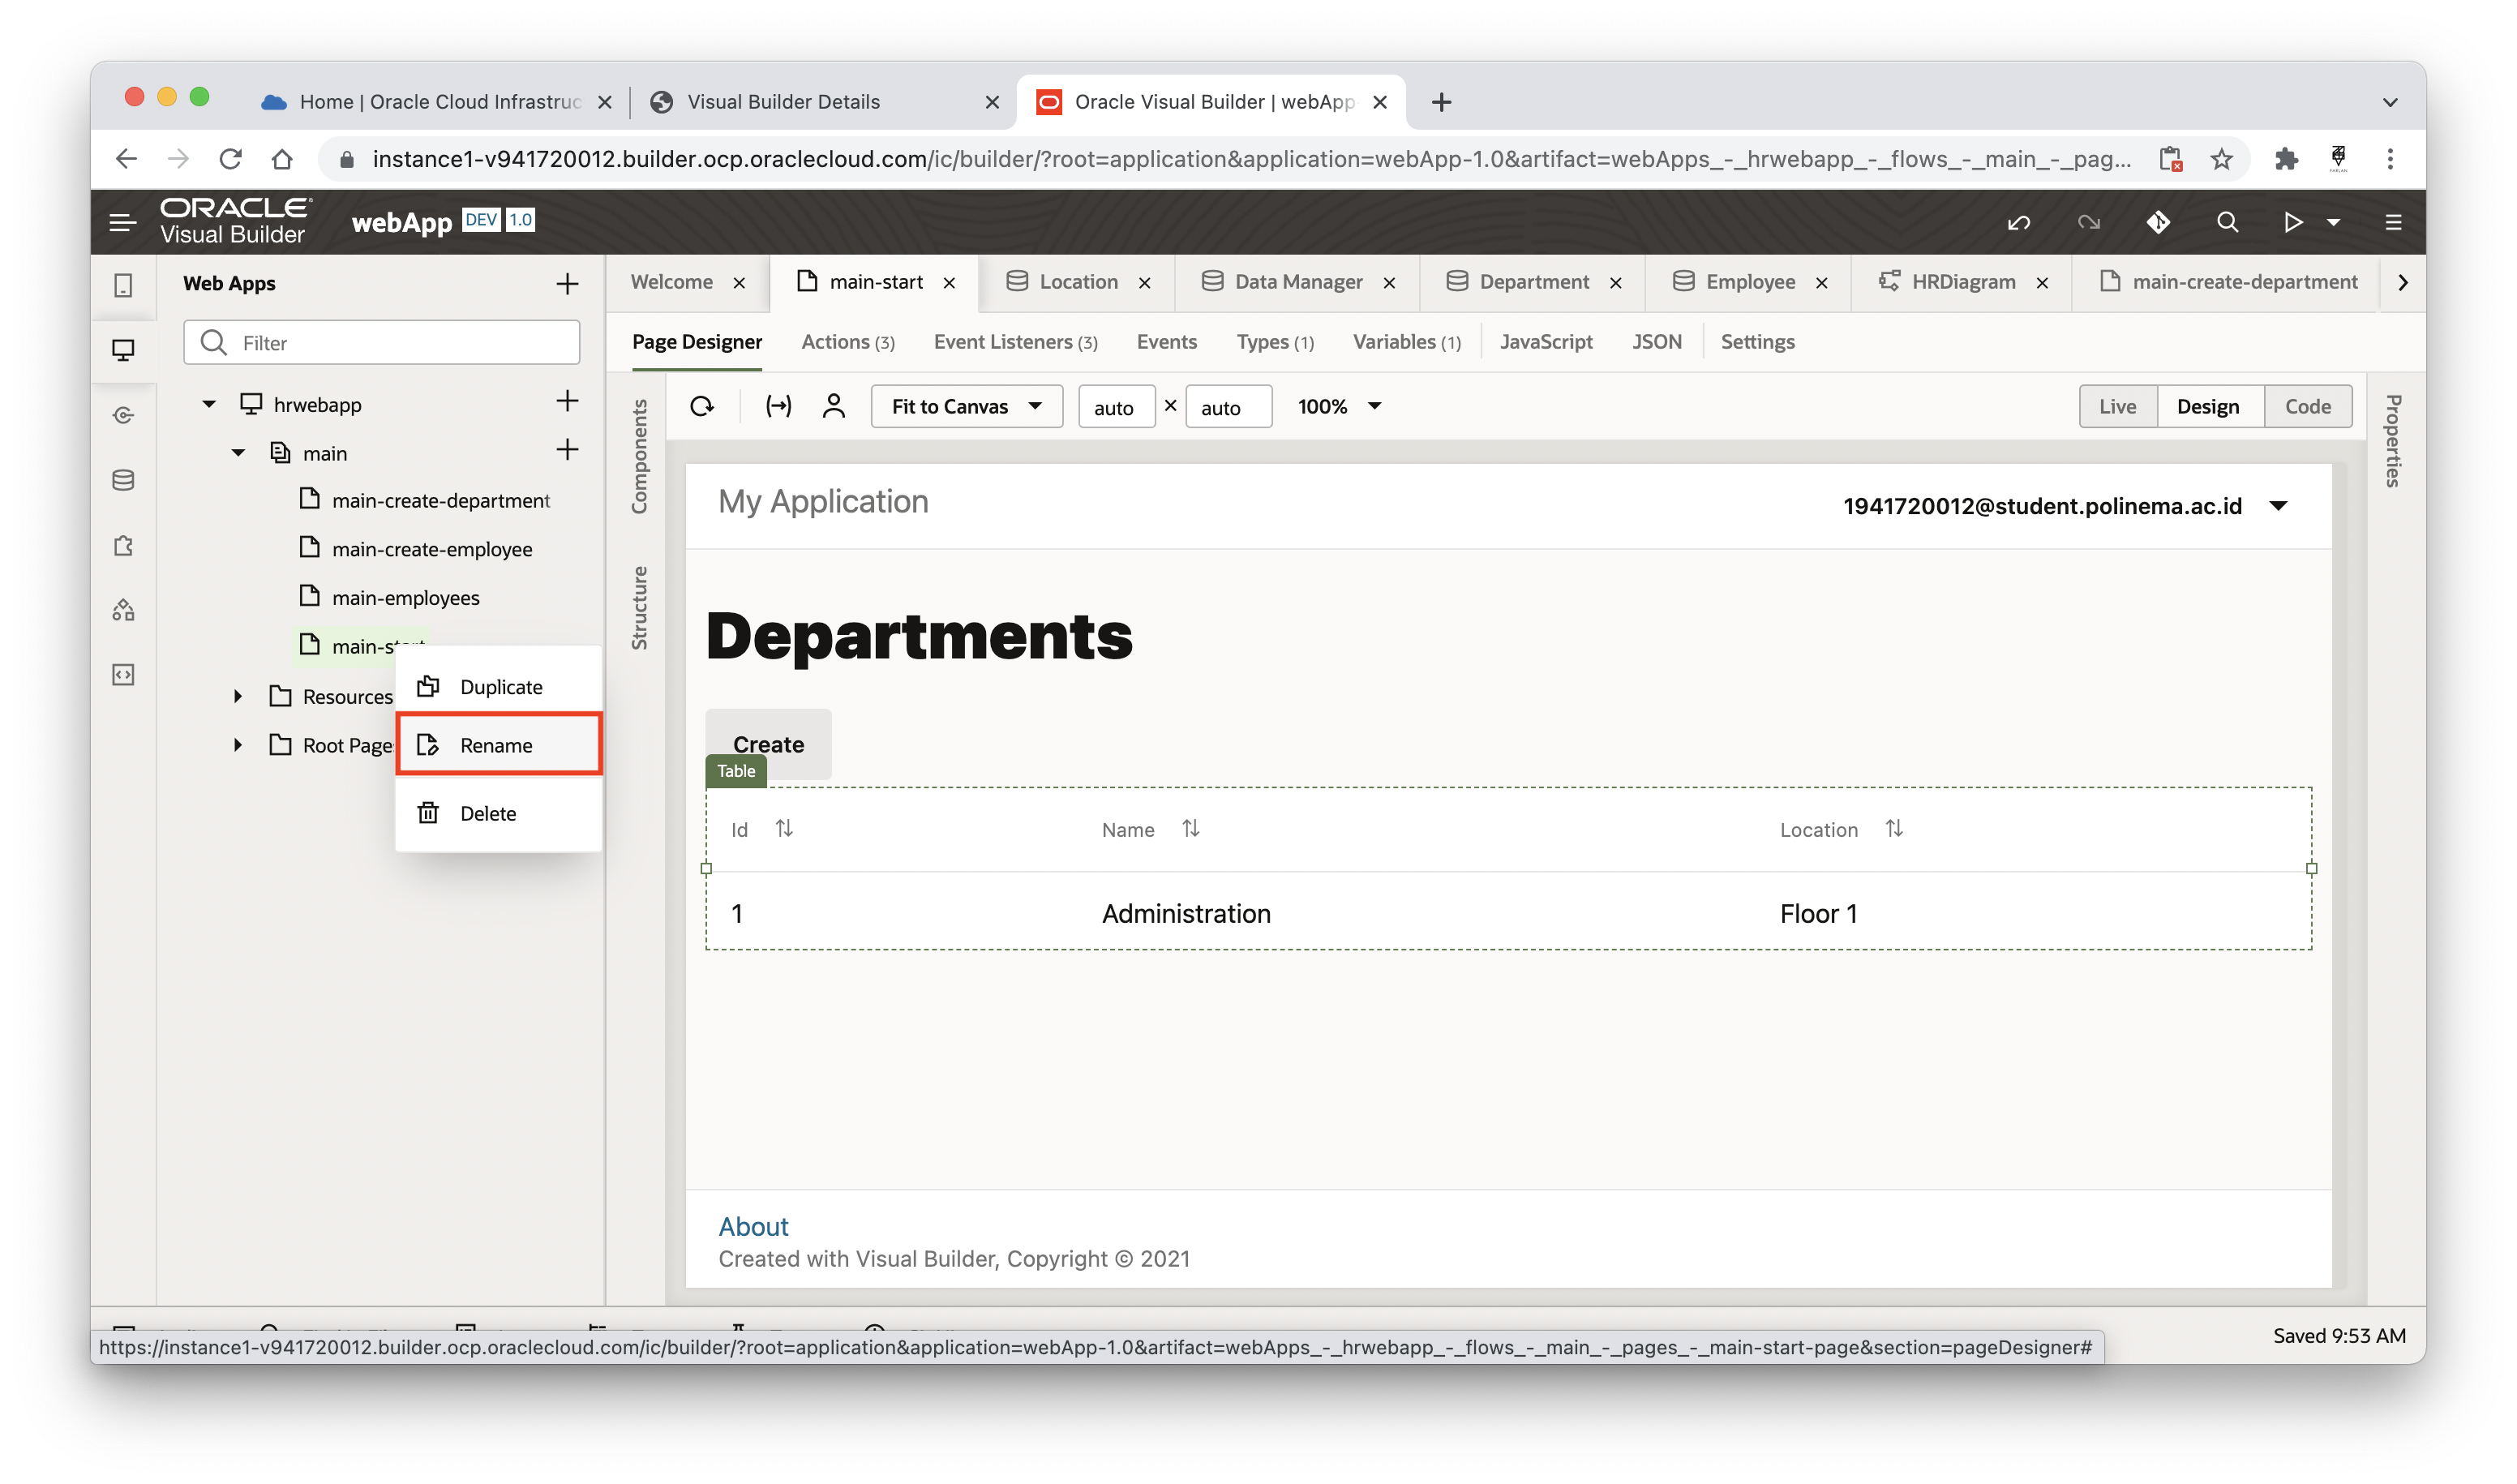 Home | Oracle Cloud Infrastruc
Visual Builder Details
Oracle Visual Builder | webApp
instance1-v941720012.builder.ocp.oraclecloud.com/ic/builder/?root=application&application=webApp-1.0&artifact=webApps_-_hrwebapp_-_flows_-_main_-_pag...
ORACLE
Visual Builder
webApp DEV 1.0
Web Apps
Filter
hrwebapp
main
main-create-department
main-create-employee
main-employees
main-start
Resources
Root Pages
Duplicate
Rename
Delete
Welcome
main-start
Location
Data Manager
Department
Employee
HRDiagram
main-create-department
Page Designer
Actions (3)
Event Listeners (3)
Events
Types (1)
Variables (1)
JavaScript
JSON
Settings
Components
Structure
Fit to Canvas
auto × auto
100%
Live
Design
Code
Properties
My Application
1941720012@student.polinema.ac.id
Departments
Create
Table
Id Name Location
1 Administration Floor 1
About
Created with Visual Builder, Copyright © 2021
https://instance1-v941720012.builder.ocp.oraclecloud.com/ic/builder/?root=application&application=webApp-1.0&artifact=webApps_-_hrwebapp_-_flows_-_main_-_pages_-_main-start-page&section=pageDesigner#
Saved 9:53 AM